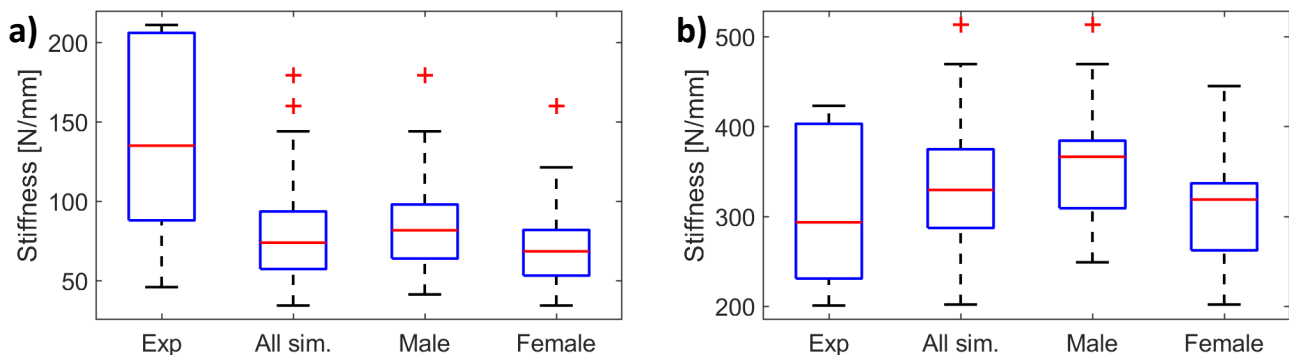 a)
Stiffness [N/mm]
200
150
100
50
Exp
All sim.
Male
Female
b)
Stiffness [N/mm]
500
400
300
200
Exp
All sim.
Male
Female